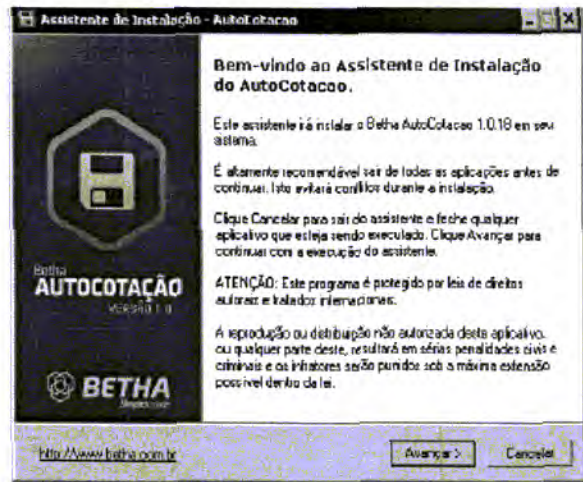 Assistente de Instalação - AutoCotacao
Bem-vindo ao Assistente de Instalação
do AutoCotacao.
Este assistente irá instalar o Betha AutoCotacao 1.0.18 em seu
sistema.
É altamente recomendável sair de todas as aplicações antes de
continuar. Isto evitará conflitos durante a instalação.
Clique Cancelar para sair do assistente e feche qualquer
aplicativo que esteja sendo executado. Clique Avançar para
continuar com a execução do assistente.
ATENÇÃO: Este programa é protegido por leis de direitos
autorais e tratados internacionais.
A reprodução ou distribuição não autorizada deste aplicativo,
ou qualquer parte deste, resultará em sérias penalidades civis e
criminais e os infratores serão punidos sob a máxima extensão
possível dentro da lei.
Betha
AUTOCOTAÇÃO
VERSÃO 1.0
BETHA
http://www.betha.com.br
Avançar >
Cancelar